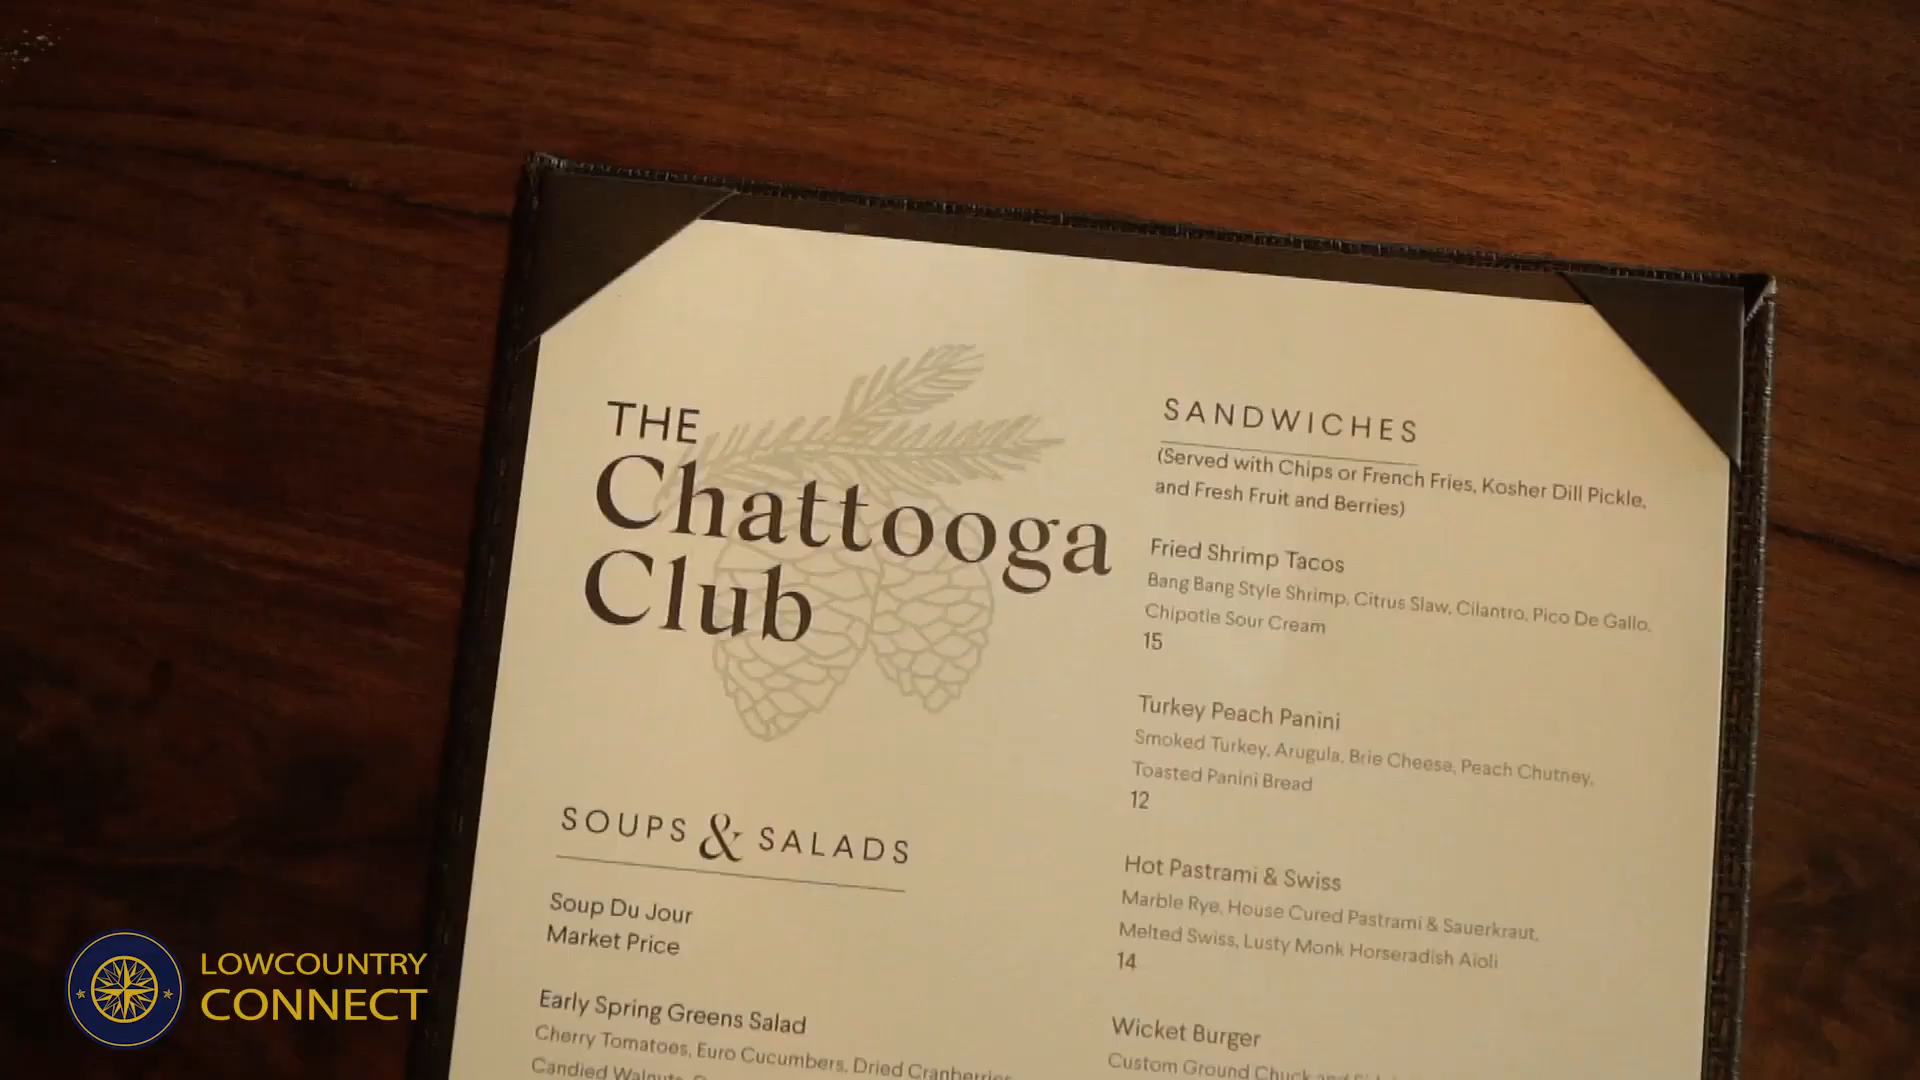 THE
Chattooga
Club
SOUPS & SALADS
Soup Du Jour
Market Price
Early Spring Greens Salad
Cherry Tomatoes, Euro Cucumbers, Dried Cranberries
Candied Walnuts,
SANDWICHES
(Served with Chips or French Fries, Kosher Dill Pickle,
and Fresh Fruit and Berries)
Fried Shrimp Tacos
Bang Bang Style Shrimp, Citrus Slaw, Cilantro, Pico De Gallo,
Chipotle Sour Cream
15
Turkey Peach Panini
Smoked Turkey, Arugula, Brie Cheese, Peach Chutney,
Toasted Panini Bread
12
Hot Pastrami & Swiss
Marble Rye, House Cured Pastrami & Sauerkraut,
Melted Swiss, Lusty Monk Horseradish Aioli
14
Wicket Burger
Custom Ground Chuck and
LOWCOUNTRY
CONNECT